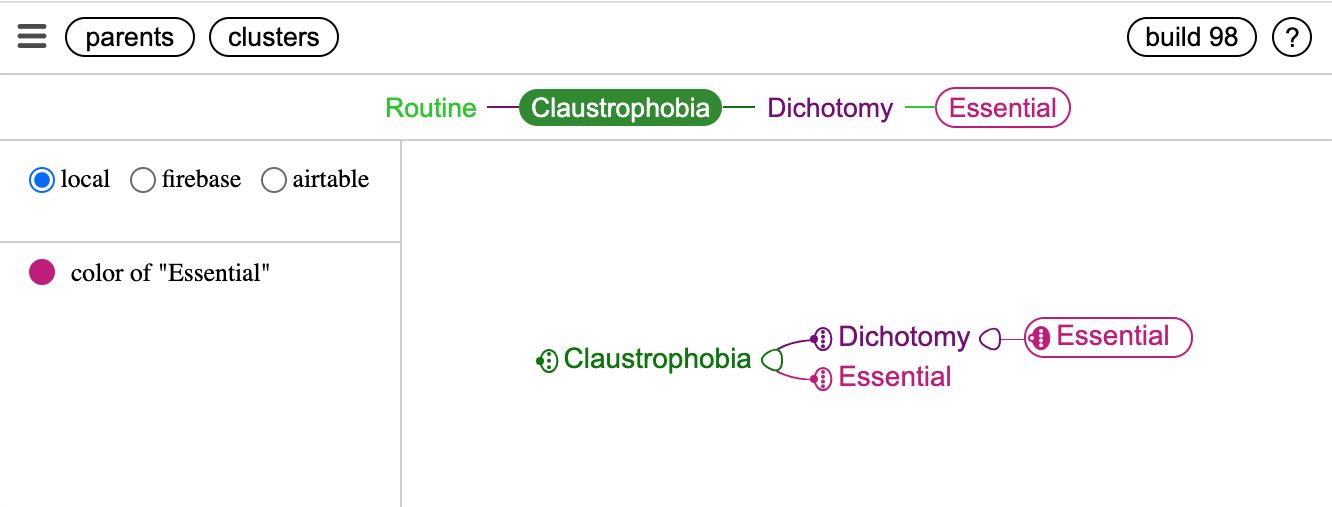 parents clusters build 98 ?
Routine Claustrophobia Dichotomy Essential
local firebase airtable
color of "Essential"
Dichotomy Essential
Claustrophobia
Essential